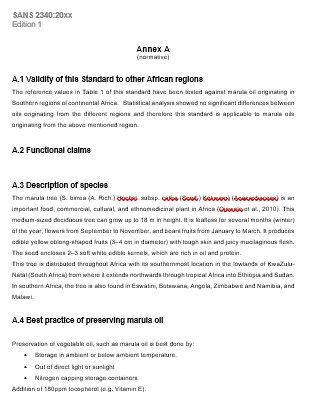 SANS 2340:20xx
Edition 1
Annex A
(normative)
A.1 Validity of this Standard to other African regions
The reference values in Table 1 of this standard have been tested against marula oil originating in
Southern regions of continental Africa. Statistical analysis showed no significant differences between
oils originating from the different regions and therefore this standard is applicable to marula oils
originating from the above mentioned region.
A.2 Functional claims
A.3 Description of species
The marula tree (S. birrea (A. Rich.) subsp. is an
important food, commercial, cultural, and ethnomedicinal plant in Africa ( et al., 2010). This
medium-sized deciduous tree can grow up to 18 m in height. It is leafless for several months (winter)
of the year, flowers from September to November, and bears fruits from January to March. It produces
edible yellow oblong-shaped fruits (3–4 cm in diameter) with tough skin and juicy mucilaginous flesh.
The seed encloses 2–3 soft white edible kernels, which are rich in oil and protein.
This tree is distributed throughout Africa with its southernmost location in the lowlands of KwaZulu-
Natal (South Africa) from where it extends northwards through tropical Africa into Ethiopia and Sudan.
In southern Africa, the tree is also found in Eswatini, Botswana, Angola, Zimbabwe and Namibia, and
Malawi.
A.4 Best practice of preserving marula oil
Preservation of vegetable oil, such as marula oil is best done by:
• Storage in ambient or below ambient temperature.
• Out of direct light or sunlight
• Nitrogen capping storage containers
Addition of 180ppm tocopherol (e.g. Vitamin E).